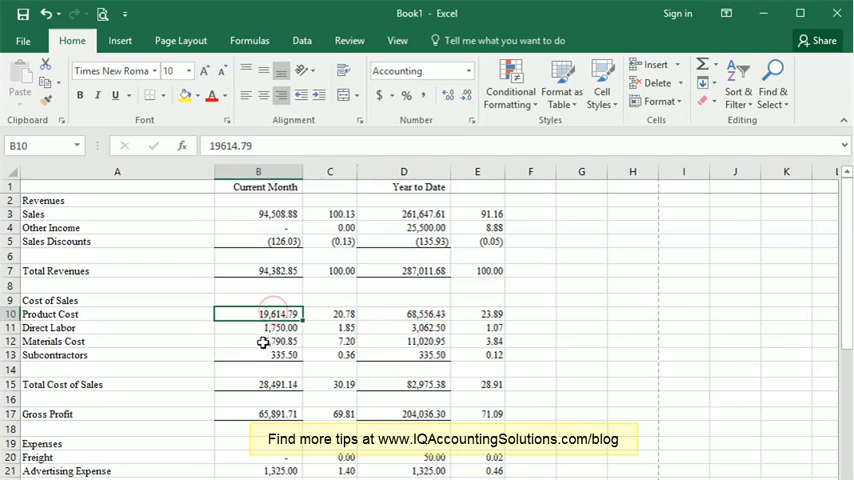 Book1 - Excel
Sign in
File Home Insert Page Layout Formulas Data Review View Tell me what you want to do Share
Paste
Times New Roma 10
Accounting
Conditional Formatting
Format as Table
Cell Styles
Insert
Delete
Format
Sort & Filter
Find & Select
Clipboard Font Alignment Number Styles Cells Editing
B10 19614.79
A B C D E F G H I J K L
1 Current Month Year to Date
2 Revenues
3 Sales 94,508.88 100.13 261,647.61 91.16
4 Other Income - 0.00 25,500.00 8.88
5 Sales Discounts (126.03) (0.13) (135.93) (0.05)
6
7 Total Revenues 94,382.85 100.00 287,011.68 100.00
8
9 Cost of Sales
10 Product Cost 19,614.79 20.78 68,556.43 23.89
11 Direct Labor 1,750.00 1.85 3,062.50 1.07
12 Materials Cost ,790.85 7.20 11,020.95 3.84
13 Subcontractors 335.50 0.36 335.50 0.12
14
15 Total Cost of Sales 28,491.14 30.19 82,975.38 28.91
16
17 Gross Profit 65,891.71 69.81 204,036.30 71.09
18
19 Expenses
20 Freight - 0.00 50.00 0.02
21 Advertising Expense 1,325.00 1.40 1,325.00 0.46
Find more tips at www.IQAccountingSolutions.com/blog